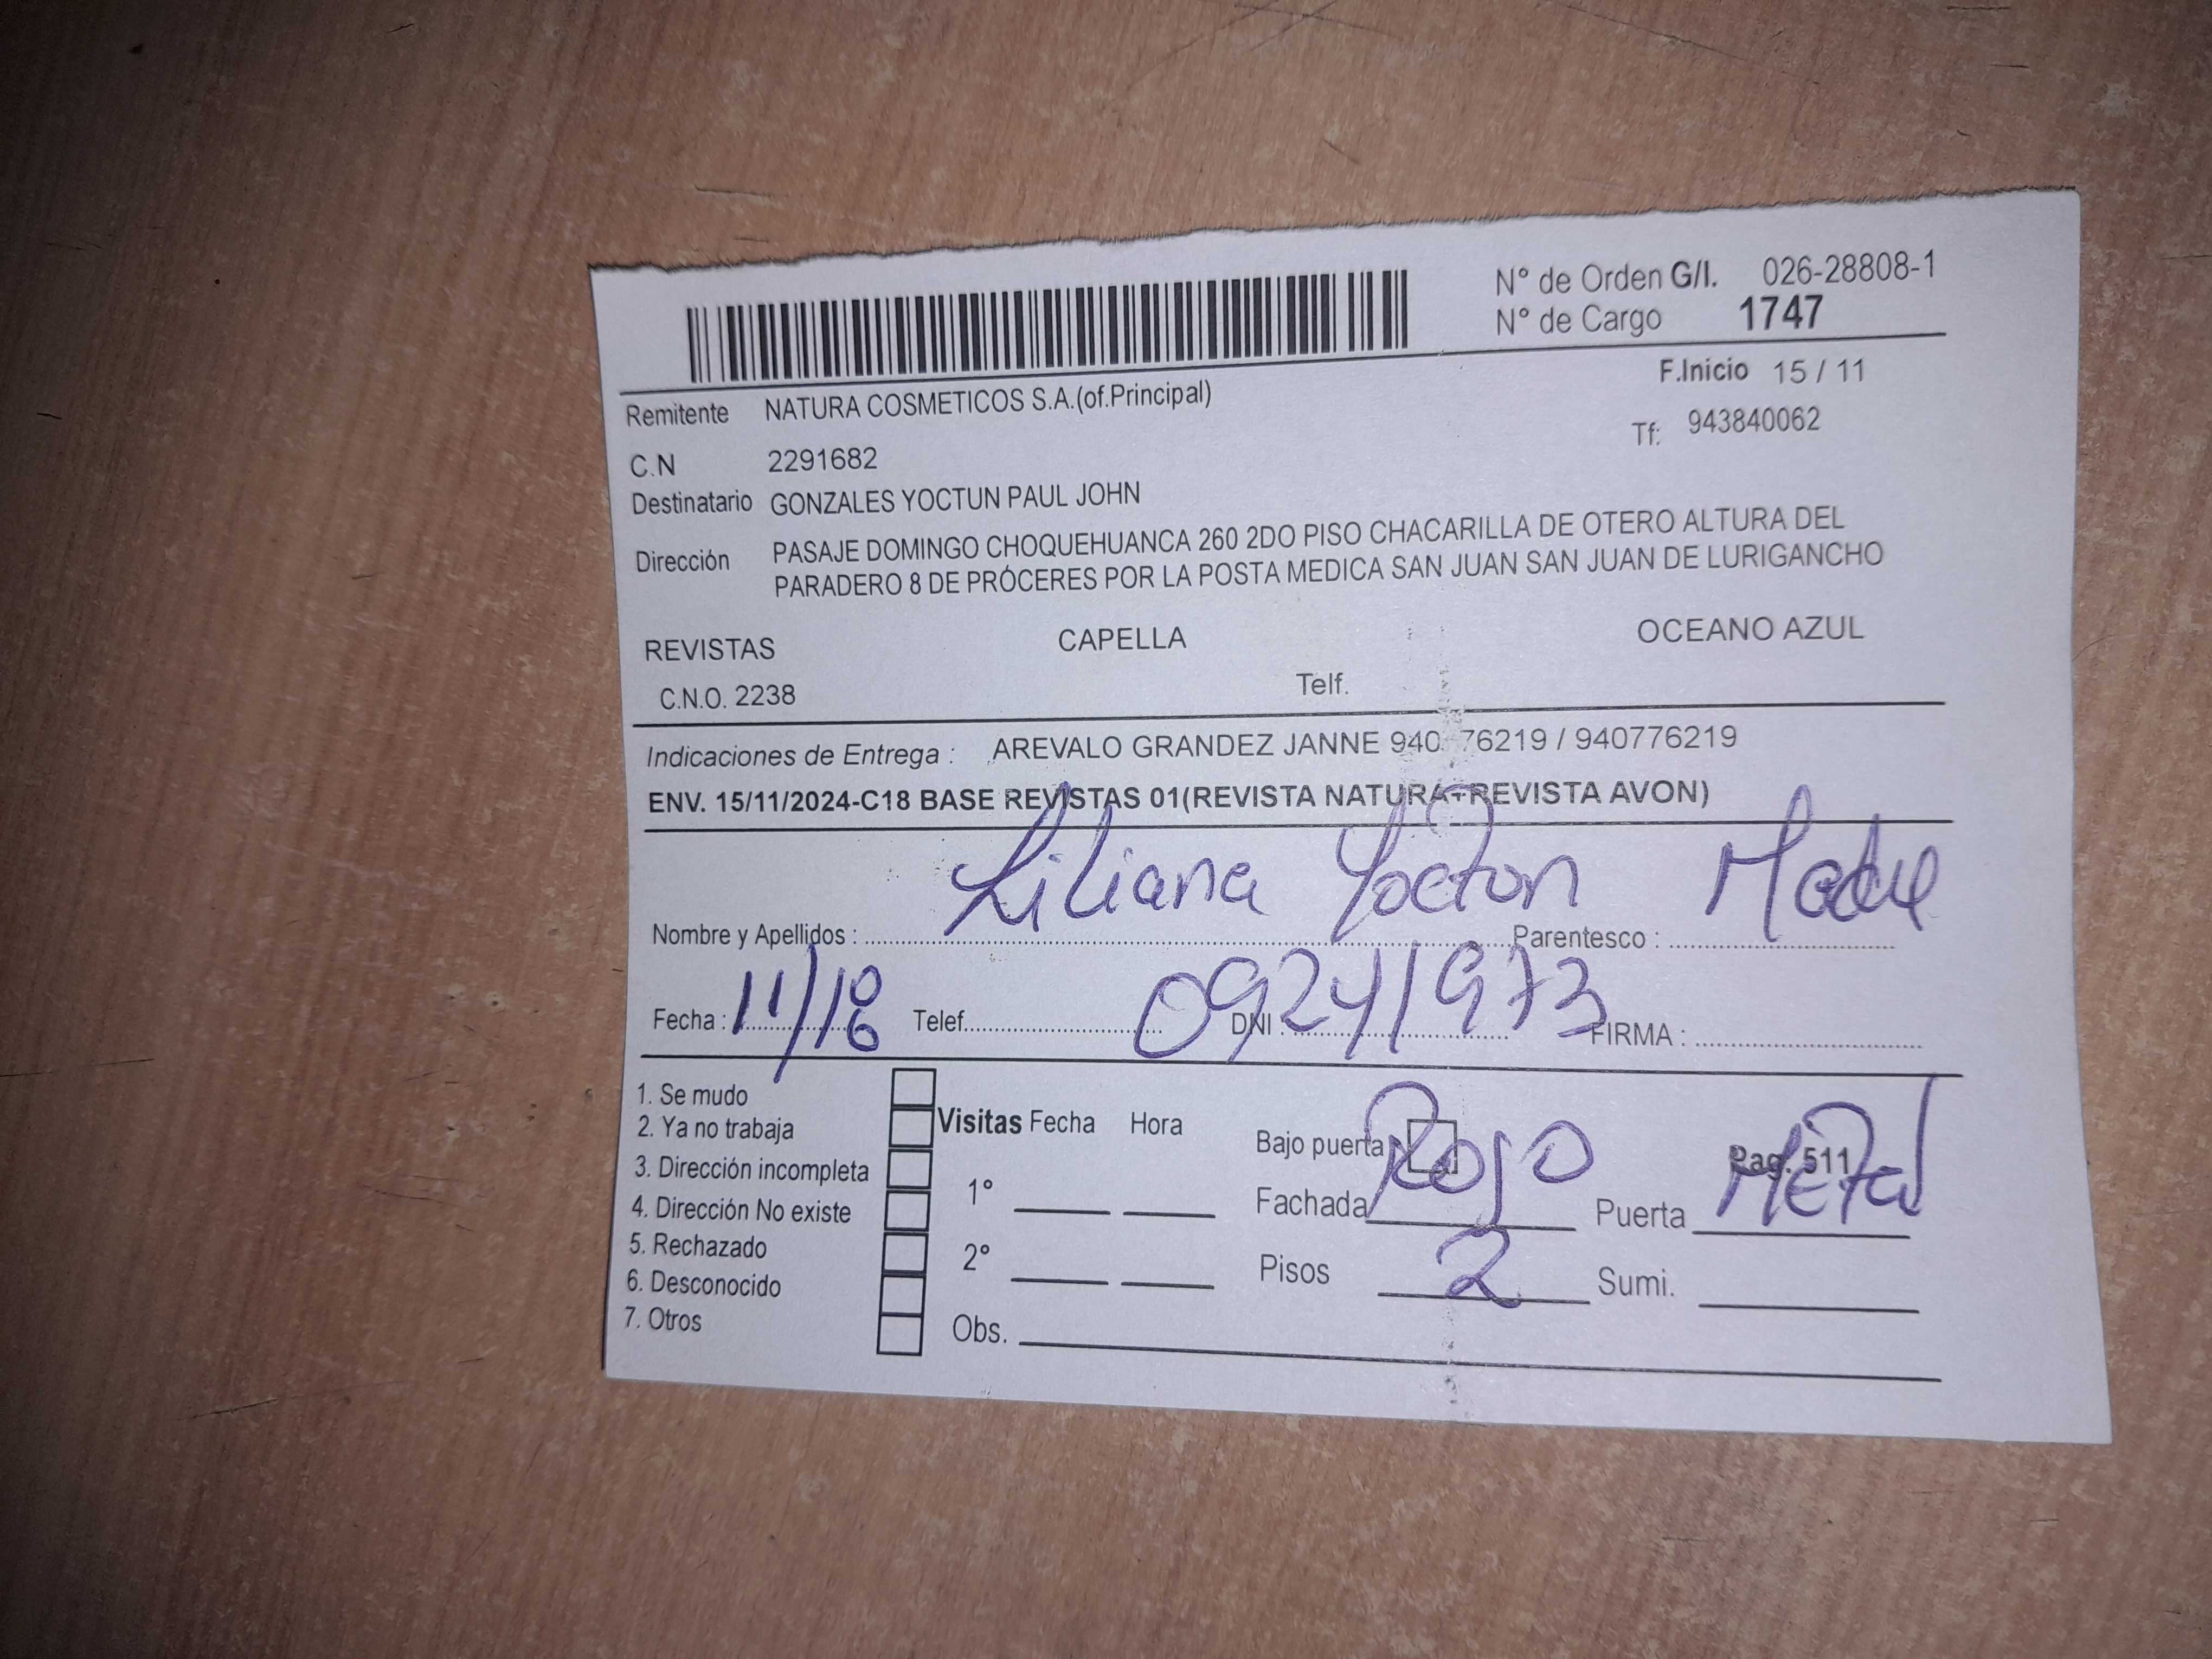 N° de Orden G/I. 026-28808-1
N° de Cargo 1747
F.Inicio 15 / 11
Remitente NATURA COSMETICOS S.A.(of.Principal)
Tf: 943840062
C.N 2291682
Destinatario GONZALES YOCTUN PAUL JOHN
Dirección PASAJE DOMINGO CHOQUEHUANCA 260 2DO PISO CHACARILLA DE OTERO ALTURA DEL
PARADERO 8 DE PRÓCERES POR LA POSTA MEDICA SAN JUAN SAN JUAN DE LURIGANCHO
REVISTAS CAPELLA OCEANO AZUL
C.N.O. 2238 Telf.
Indicaciones de Entrega : AREVALO GRANDEZ JANNE 940 76219 / 940776219
ENV. 15/11/2024-C18 BASE REVISTAS 01(REVISTA NATURA+REVISTA AVON)
Nombre y Apellidos : Liliana Yocton Parentesco : Madre
Fecha : 11/18 Telef. DNI : 09241973 FIRMA :
1. Se mudo
2. Ya no trabaja
3. Dirección incompleta
4. Dirección No existe
5. Rechazado
6. Desconocido
7. Otros
Visitas Fecha Hora
1°
2°
Obs.
Bajo puerta Pag. 511
Fachada Rojo Puerta Metal
Pisos 2 Sumi.